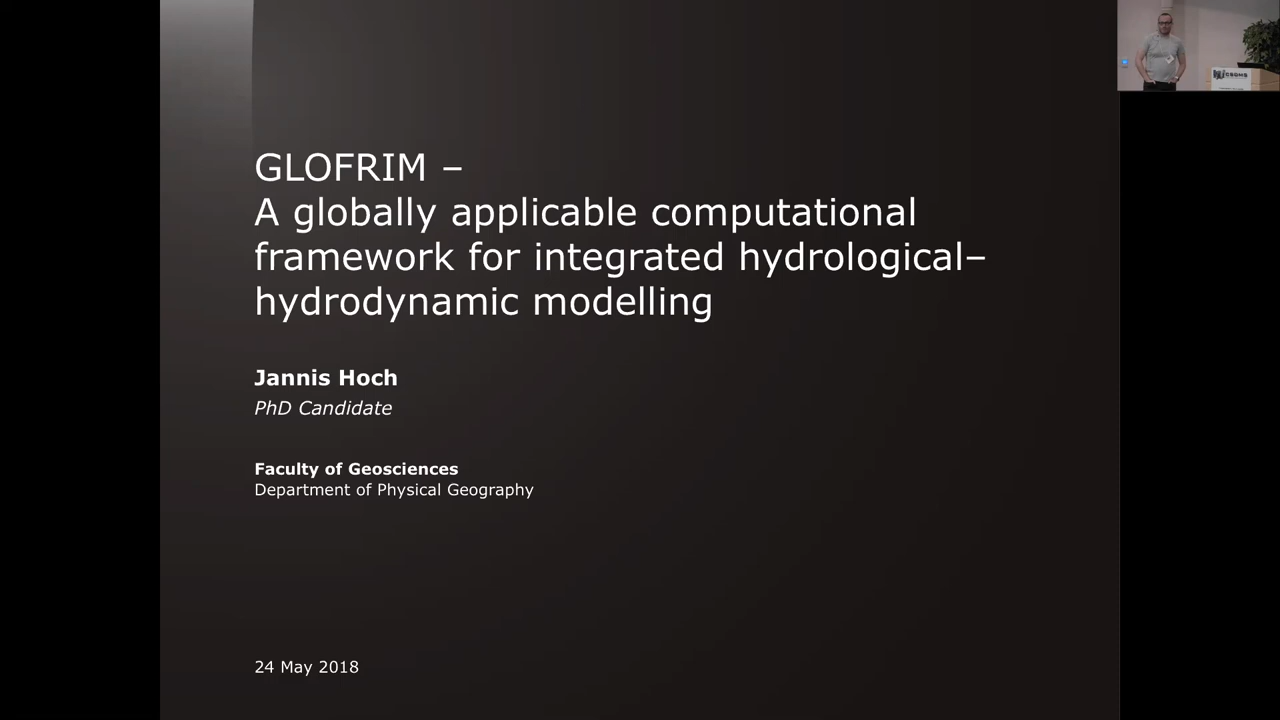 GLOFRIM –
A globally applicable computational
framework for integrated hydrological–
hydrodynamic modelling
Jannis Hoch
PhD Candidate
Faculty of Geosciences
Department of Physical Geography
24 May 2018
CSDMS